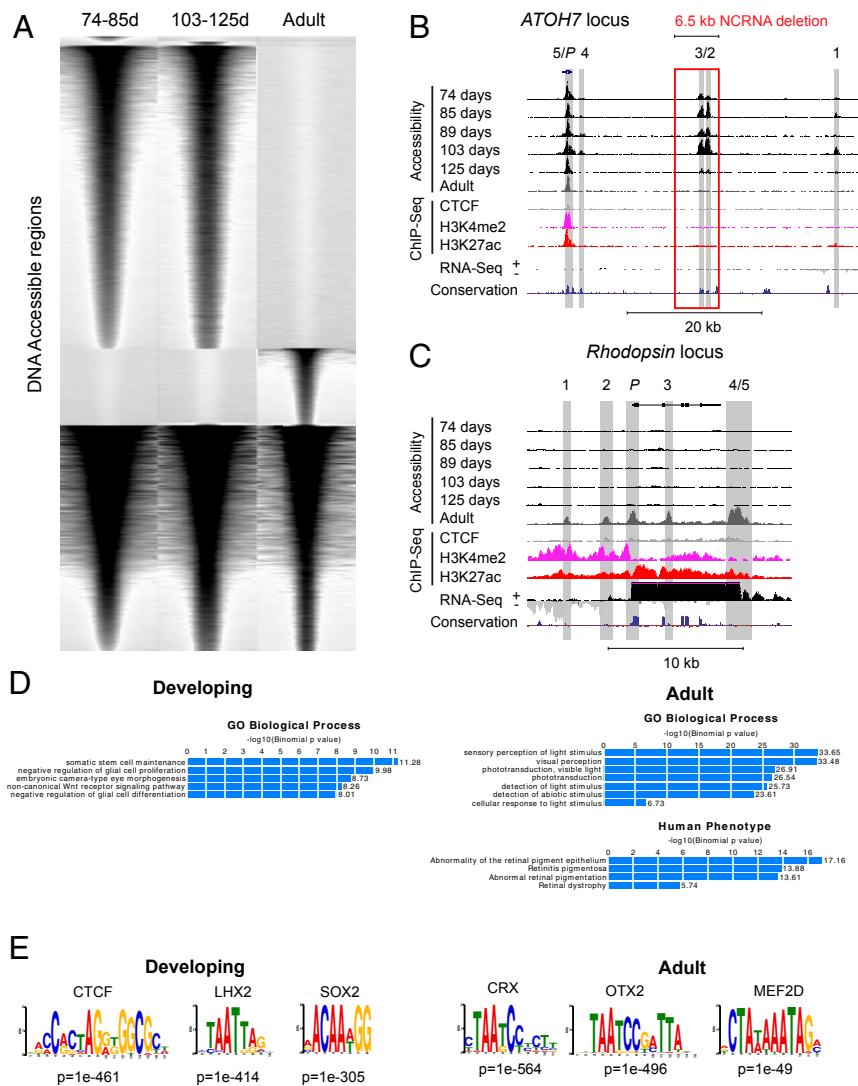 A
74-85d 103-125d Adult
DNA Accessible regions
B
ATOH7 locus
6.5 kb NCRNA deletion
5/P 4 3/2 1
Accessibility
74 days
85 days
89 days
103 days
125 days
Adult
ChIP-Seq
CTCF
H3K4me2
H3K27ac
RNA-Seq +
-
Conservation
20 kb
C
Rhodopsin locus
1 2 P 3 4/5
Accessibility
74 days
85 days
89 days
103 days
125 days
Adult
ChIP-Seq
CTCF
H3K4me2
H3K27ac
RNA-Seq +
-
Conservation
10 kb
D
Developing
GO Biological Process
-log10(Binomial p value)
0 1 2 3 4 5 6 7 8 9 10 11
somatic stem cell maintenance 11.28
negative regulation of glial cell proliferation 9.98
embryonic camera-type eye morphogenesis 8.73
non-canonical Wnt receptor signaling pathway 8.26
negative regulation of glial cell differentiation 8.01
Adult
GO Biological Process
-log10(Binomial p value)
0 5 10 15 20 25 30
sensory perception of light stimulus 33.65
visual perception 33.48
phototransduction, visible light 26.91
phototransduction 26.54
detection of light stimulus 25.73
detection of abiotic stimulus 23.61
cellular response to light stimulus 6.73
Human Phenotype
-log10(Binomial p value)
0 2 4 6 8 10 12 14 16
Abnormality of the retinal pigment epithelium 17.16
Retinitis pigmentosa 13.88
Abnormal retinal pigmentation 13.61
Retinal dystrophy 5.74
E
Developing
CTCF LHX2 SOX2
p=1e-461 p=1e-414 p=1e-305
Adult
CRX OTX2 MEF2D
p=1e-564 p=1e-496 p=1e-49